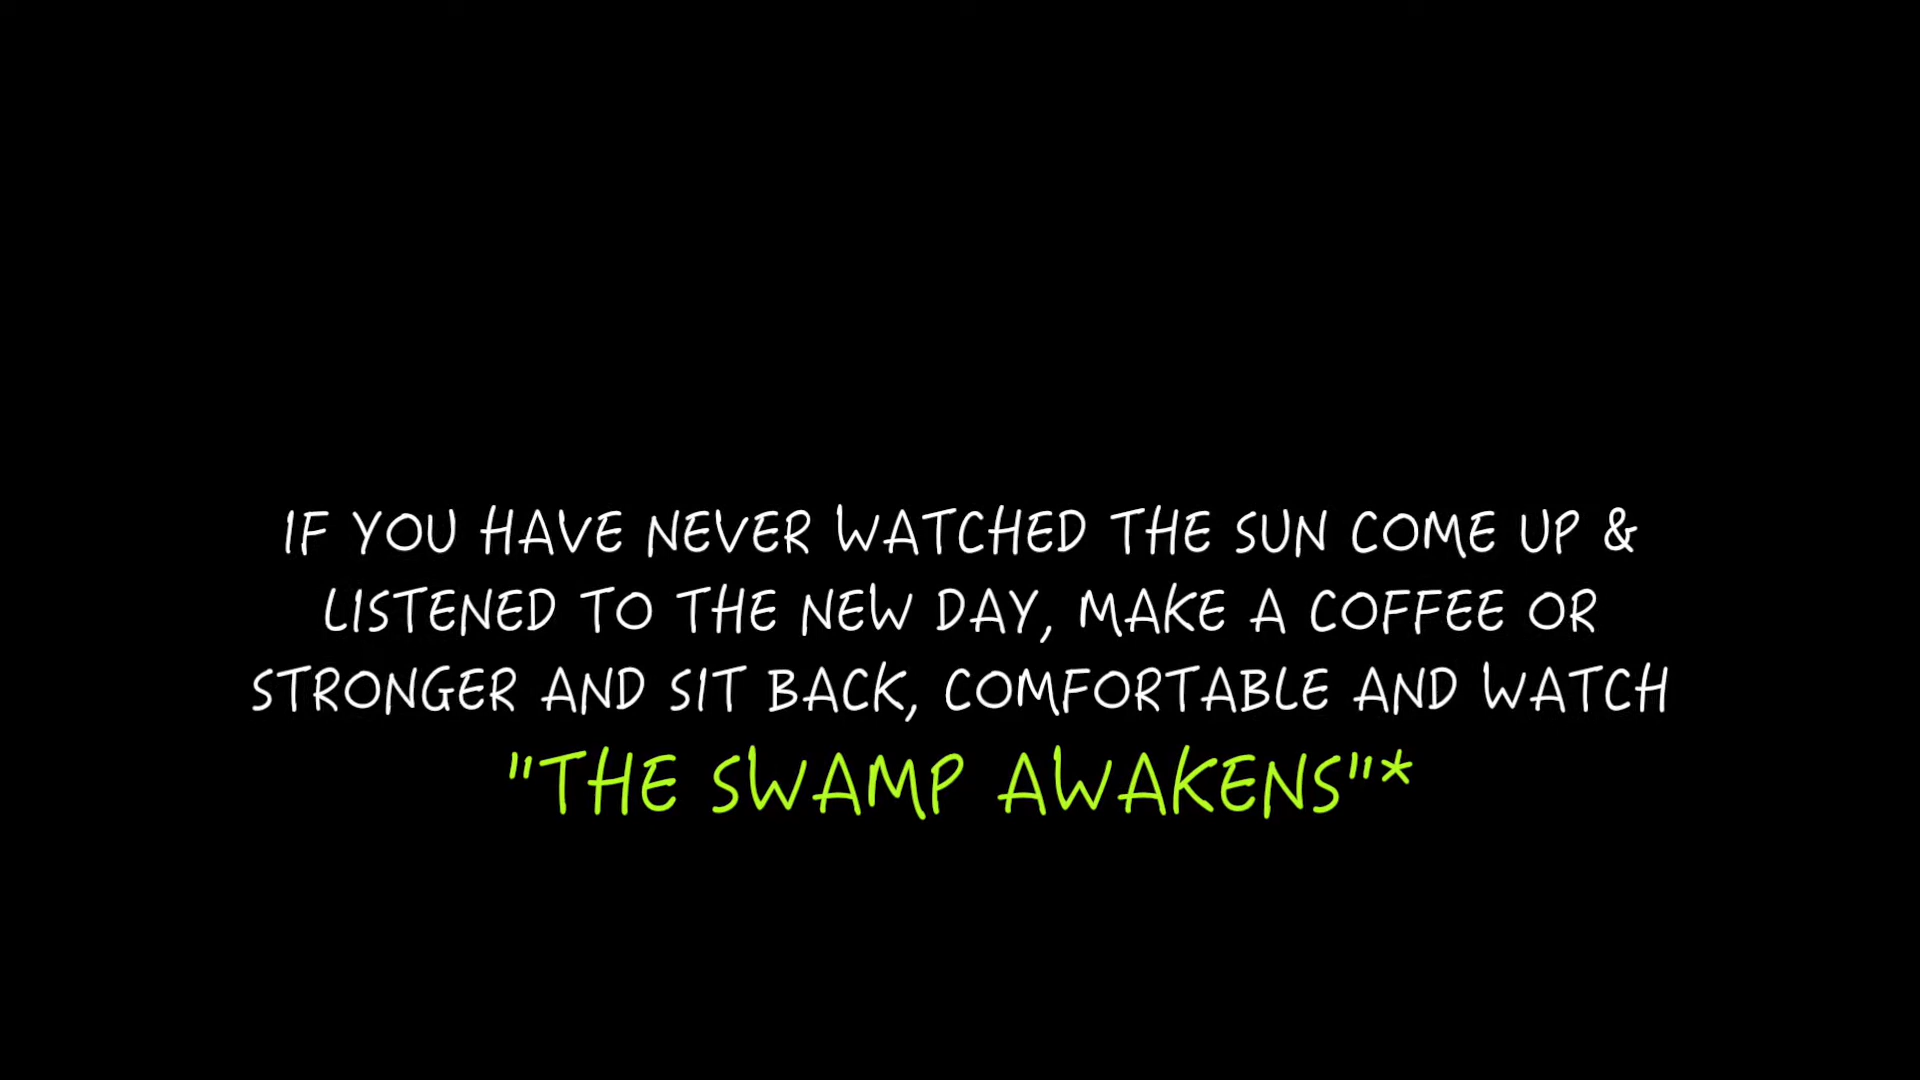 IF YOU HAVE NEVER WATCHED THE SUN COME UP &
LISTENED TO THE NEW DAY, MAKE A COFFEE OR
STRONGER AND SIT BACK, COMFORTABLE AND WATCH
"THE SWAMP AWAKENS"*